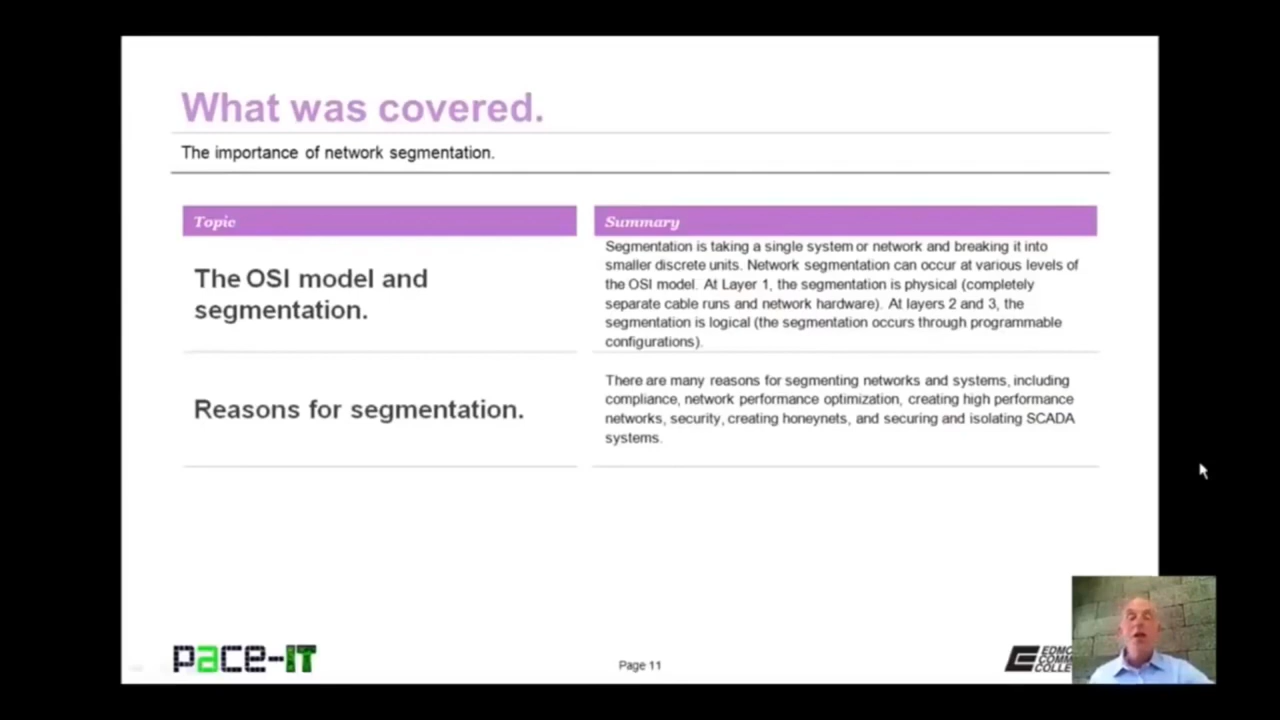 What was covered.
The importance of network segmentation.
Topic
Summary
The OSI model and
segmentation.
Segmentation is taking a single system or network and breaking it into
smaller discrete units. Network segmentation can occur at various levels of
the OSI model. At Layer 1, the segmentation is physical (completely
separate cable runs and network hardware). At layers 2 and 3, the
segmentation is logical (the segmentation occurs through programmable
configurations).
Reasons for segmentation.
There are many reasons for segmenting networks and systems, including
compliance, network performance optimization, creating high performance
networks, security, creating honeynets, and securing and isolating SCADA
systems.
pace-IT
Page 11